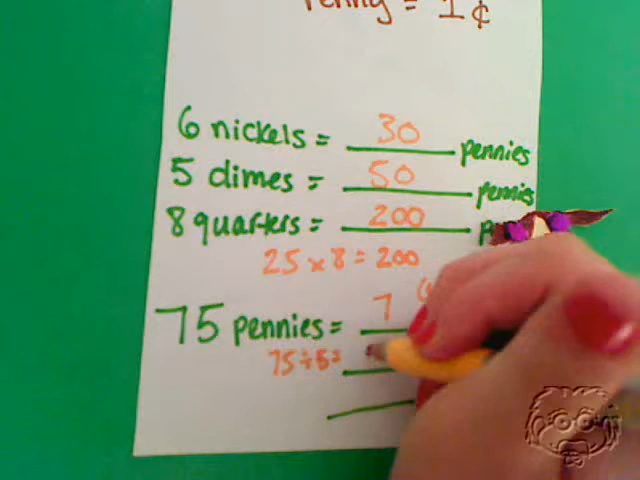 Penny = 1¢
6 nickels = 30 pennies
5 dimes = 50 pennies
8 quarters = 200
25 x 8 = 200
75 pennies = 7
75 ÷ 5 =